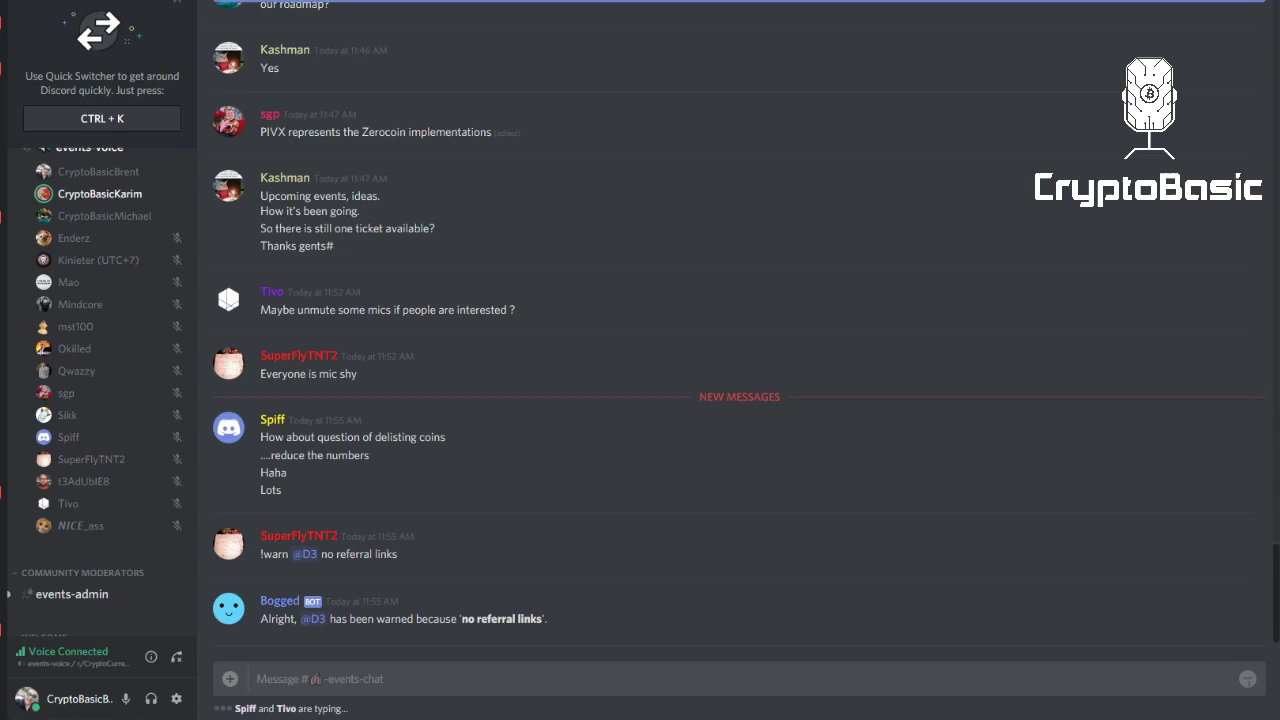 Use Quick Switcher to get around
Discord quickly. Just press:
CTRL + K
events-voice
CryptoBasicBrent
CryptoBasicKarim
CryptoBasicMichael
Enderz
Kinieter (UTC+7)
Mao
Mindcore
mst100
Okilled
Qwazzy
sgp
Sikk
Spiff
SuperFlyTNT2
t3AdUbIE8
Tivo
NICE_ass
COMMUNITY MODERATORS
events-admin
WELCOME
Voice Connected
events-voice / r/CryptoCurre...
CryptoBasicB..
our roadmap?
Kashman Today at 11:46 AM
Yes
sgp Today at 11:47 AM
PIVX represents the Zerocoin implementations (edited)
Kashman Today at 11:47 AM
Upcoming events, ideas.
How it's been going.
So there is still one ticket available?
Thanks gents#
Tivo Today at 11:52 AM
Maybe unmute some mics if people are interested ?
SuperFlyTNT2 Today at 11:52 AM
Everyone is mic shy
NEW MESSAGES
Spiff Today at 11:55 AM
How about question of delisting coins
....reduce the numbers
Haha
Lots
SuperFlyTNT2 Today at 11:55 AM
!warn @D3 no referral links
Bogged BOT Today at 11:55 AM
Alright, @D3 has been warned because 'no referral links'.
Message #🎪-events-chat
Spiff and Tivo are typing...
CryptoBasic